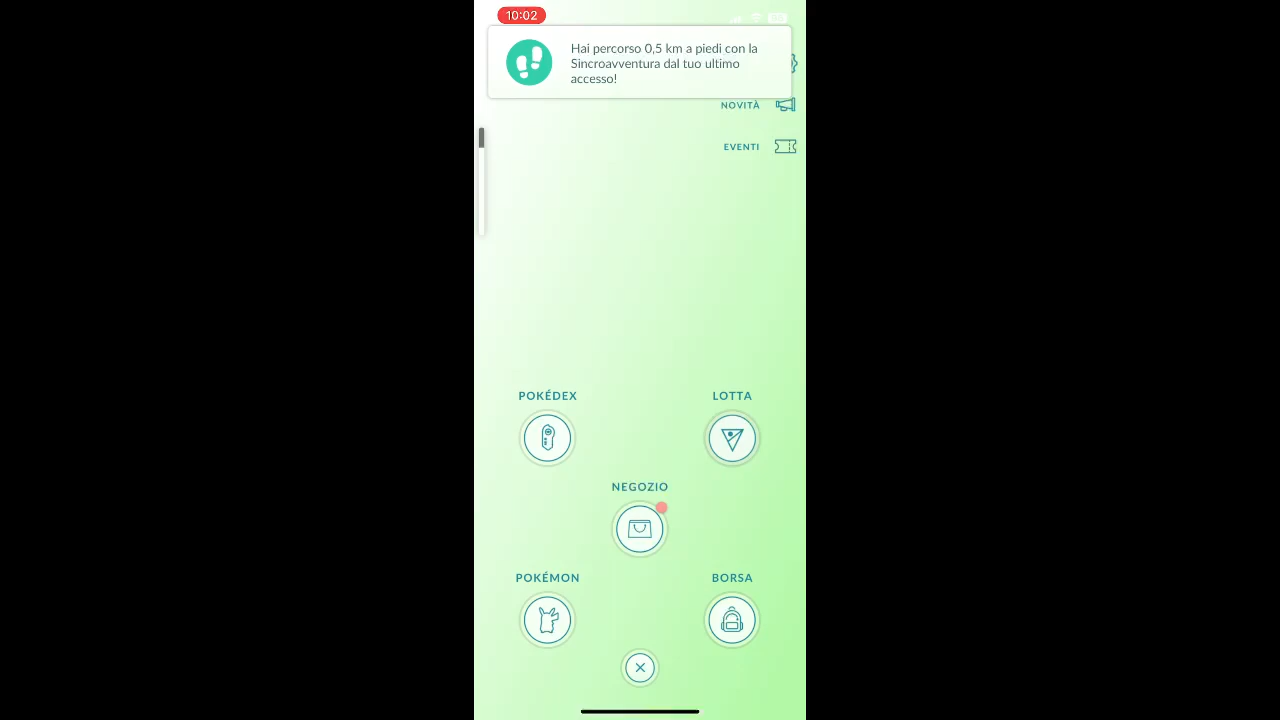 10:02
Hai percorso 0,5 km a piedi con la
Sincroavventura dal tuo ultimo
accesso!
NOVITÀ
EVENTI
POKÉDEX
LOTTA
NEGOZIO
POKÉMON
BORSA